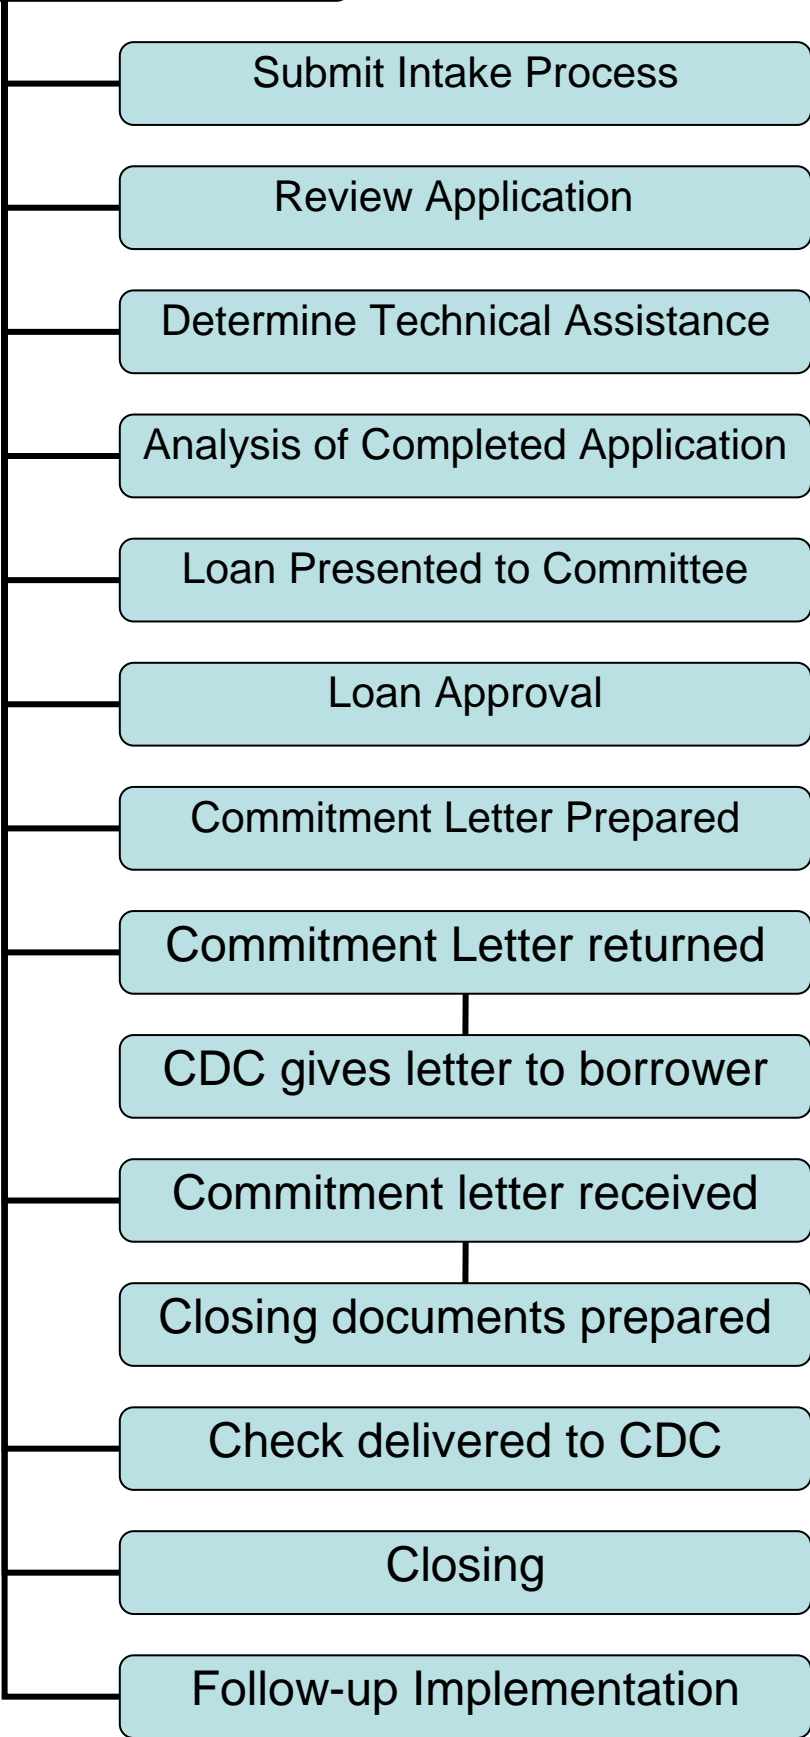 Submit Intake Process
Review Application
Determine Technical Assistance
Analysis of Completed Application
Loan Presented to Committee
Loan Approval
Commitment Letter Prepared
Commitment Letter returned
CDC gives letter to borrower
Commitment letter received
Closing documents prepared
Check delivered to CDC
Closing
Follow-up Implementation